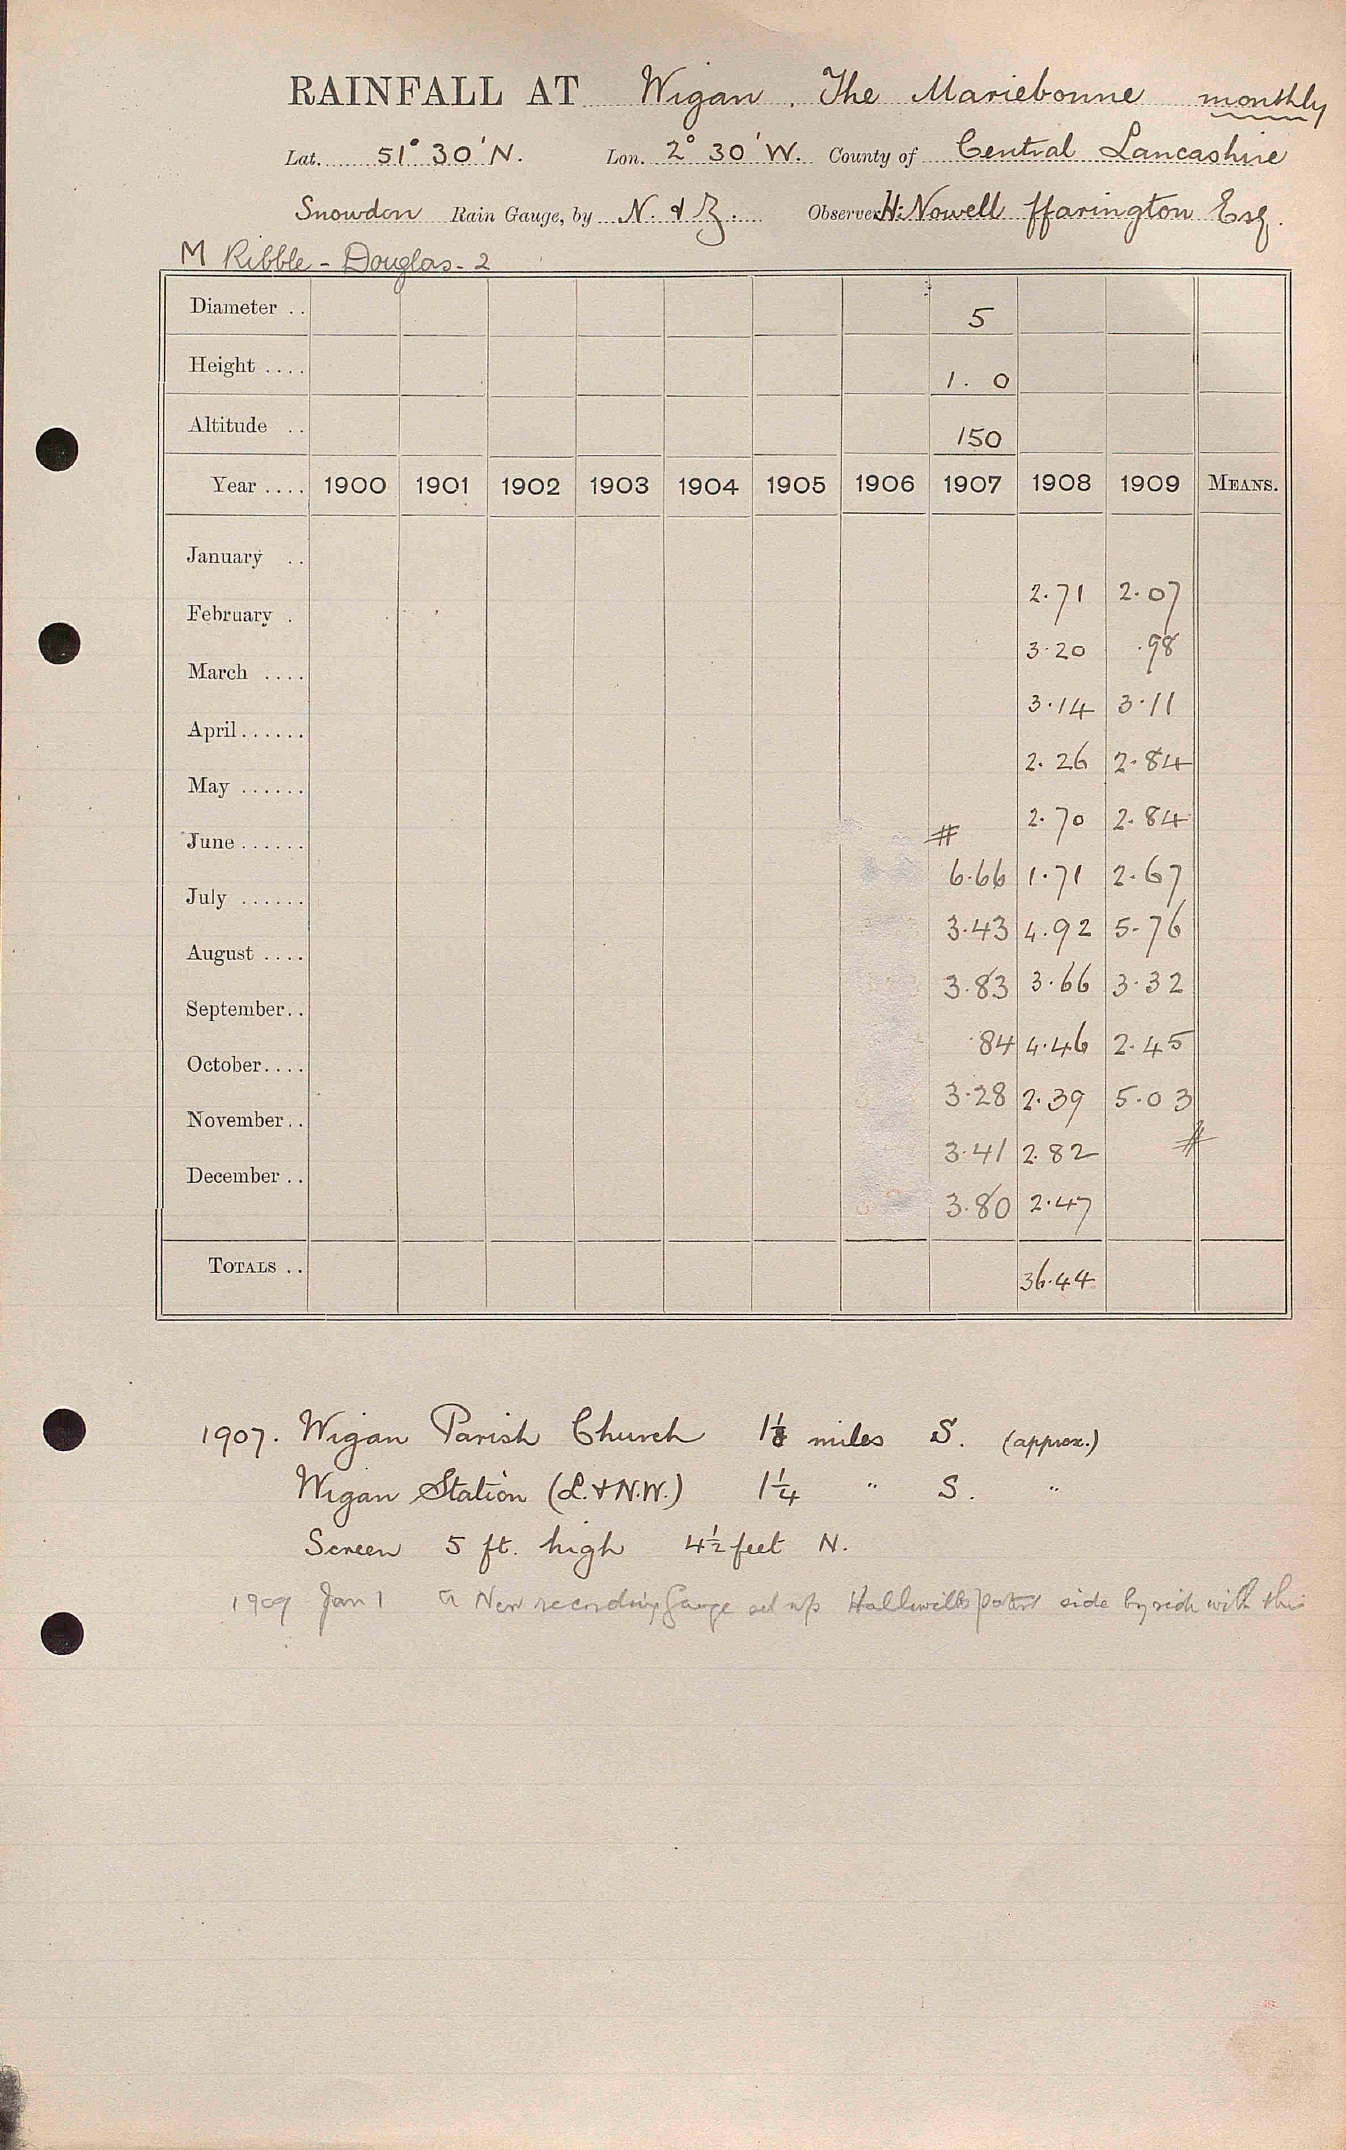 RAINFALL AT Wigan. The Mariebonne monthly
Lat. 51° 30' N. Lon. 2° 30' W. County of Central Lancashire
Snowdon Rain Gauge, by N. & Z. Observer H: Nowell ffarington Esq.
M Ribble - Douglas - 2
Diameter .. 5
Height .... 1. 0
Altitude .. 150
Year .... 1900 1901 1902 1903 1904 1905 1906 1907 1908 1909 MEANS.
January .. 2.71 2.07
February . 3.20 .98
March .... 3.14 3.11
April...... 2.26 2.84
May ...... # 2.70 2.84
June...... 6.66 1.71 2.67
July ...... 3.43 4.92 5.76
August .... 3.83 3.66 3.32
September.. .84 4.46 2.45
October.... 3.28 2.39 5.03
November.. 3.41 2.82 #
December .. 3.80 2.47
TOTALS .. 36.44
1907. Wigan Parish Church 1⅛ miles S. (approx.)
Wigan Station (L. & N.W.) 1¼ " S. "
Screen 5 ft. high 4½ feet N.
1909 Jan 1 a New recording Gauge set up Halliwells patent side by side with this